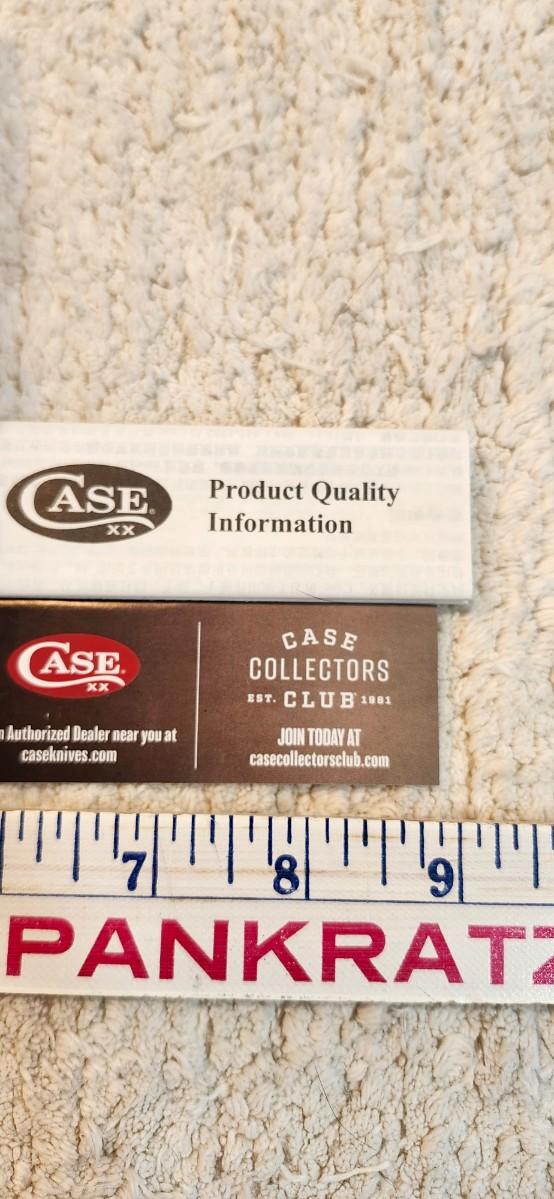 CASE®
XX
Product Quality
Information
CASE®
XX
n Authorized Dealer near you at
caseknives.com
CASE
COLLECTORS
EST. CLUB® 1981
JOIN TODAY AT
casecollectorsclub.com
7 8 9
PANKRATZ